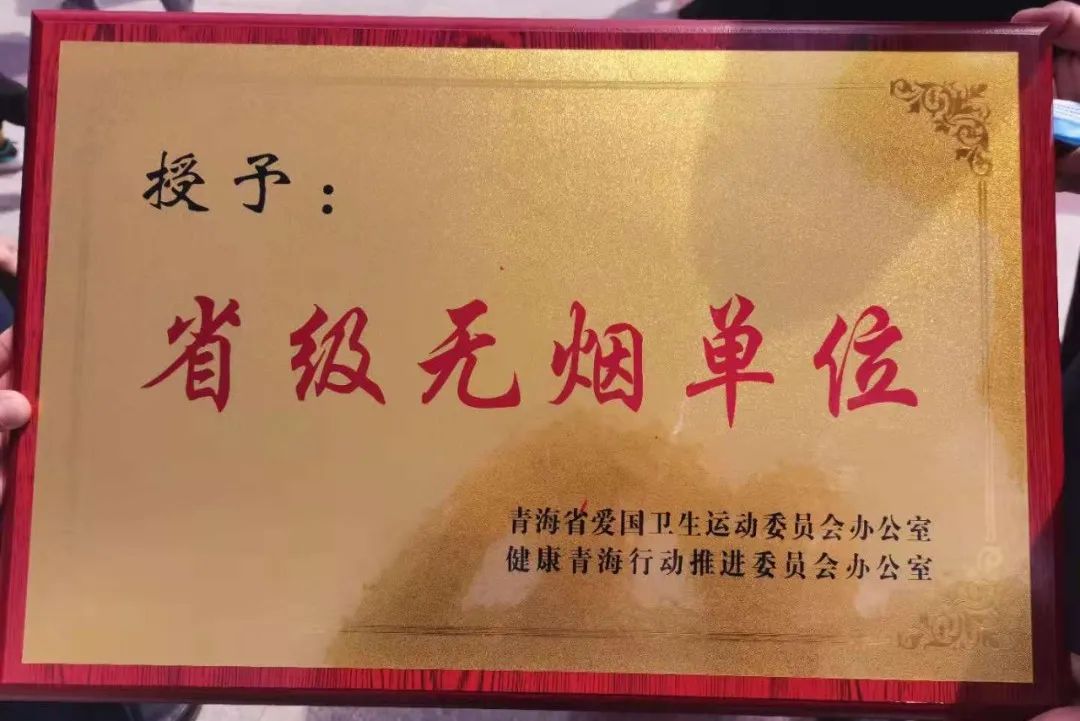 授予：
省级无烟单位
青海省爱国卫生运动委员会办公室
健康青海行动推进委员会办公室